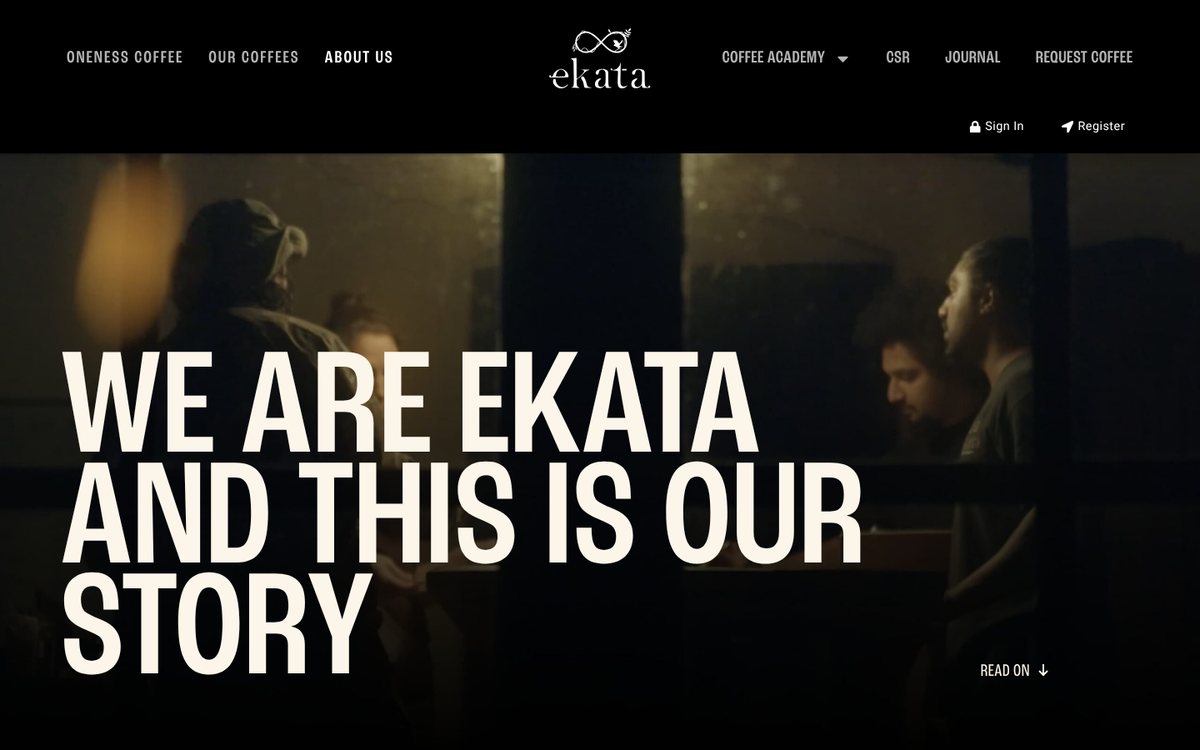 ONENESS COFFEE
OUR COFFEES
ABOUT US
ekata
COFFEE ACADEMY
CSR
JOURNAL
REQUEST COFFEE
Sign In
Register
WE ARE EKATA
AND THIS IS OUR
STORY
READ ON